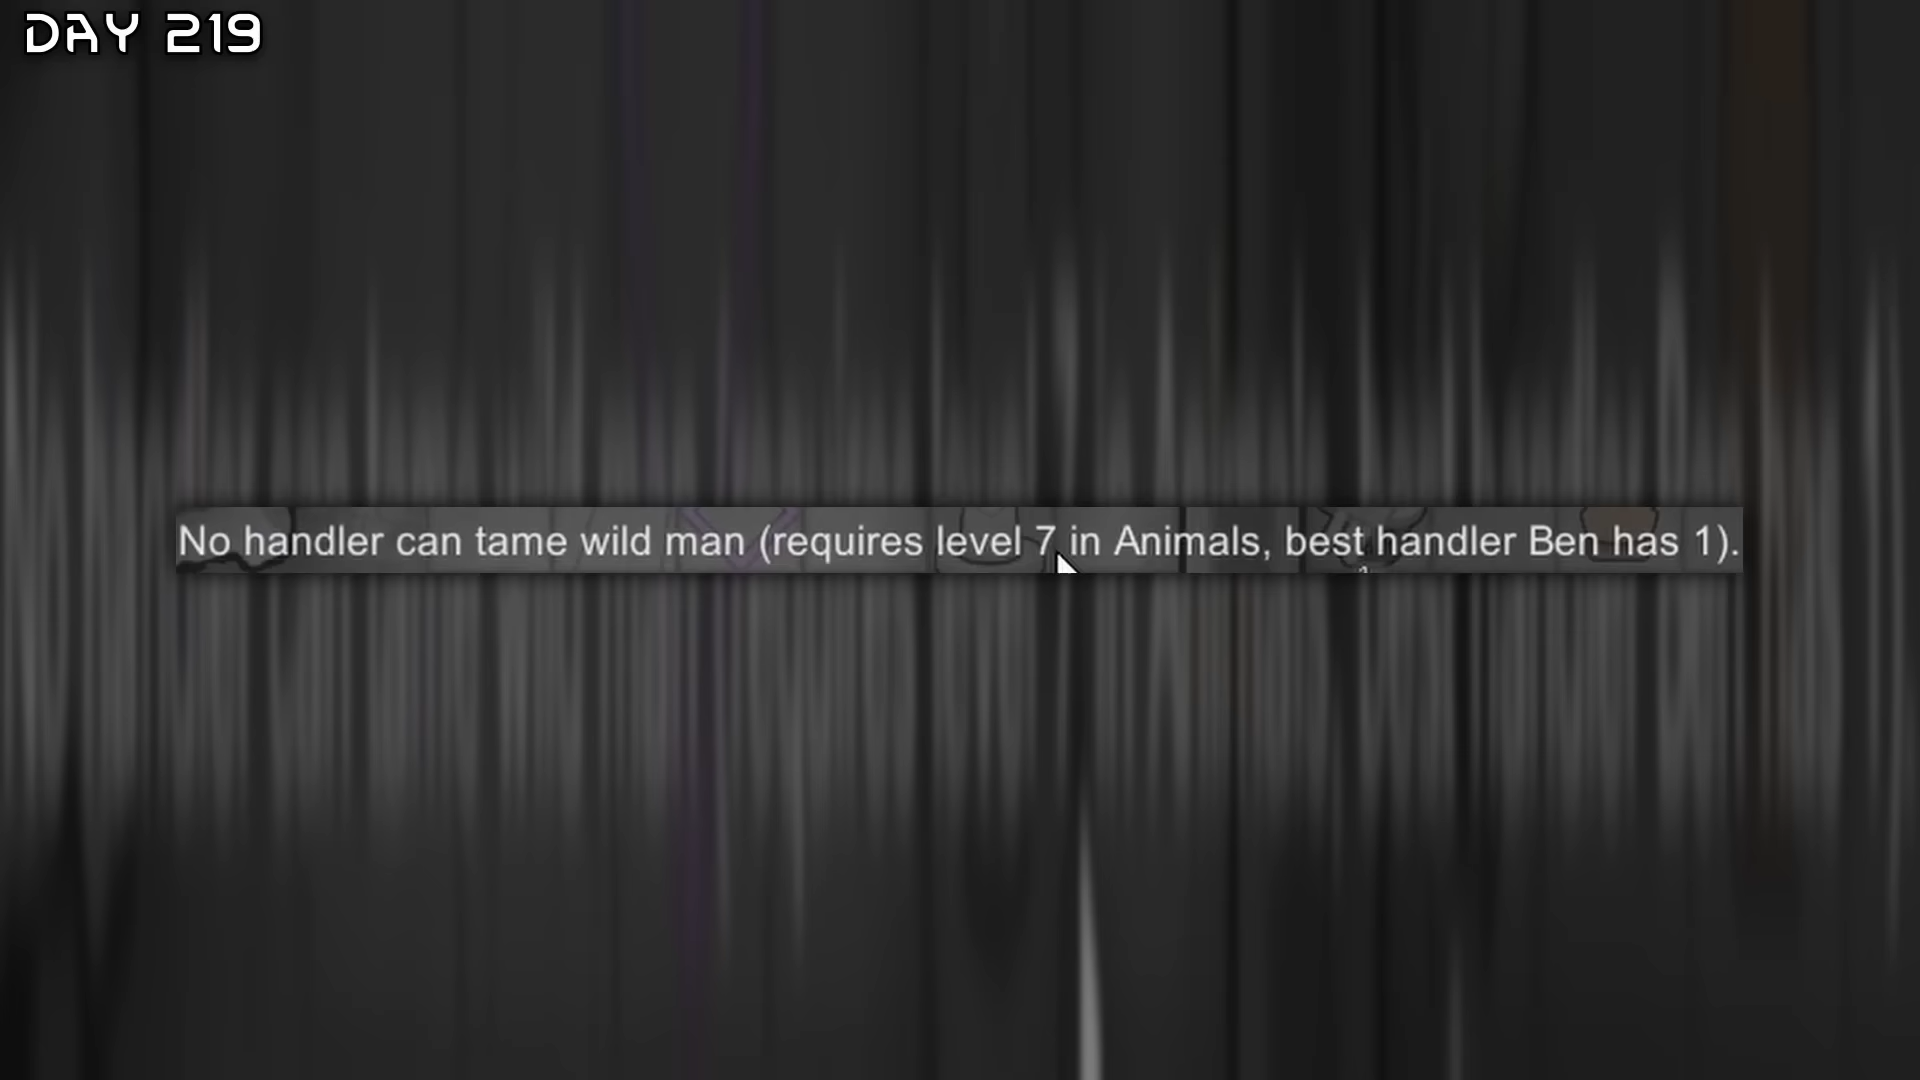 DAY 219
No handler can tame wild man (requires level 7 in Animals, best handler Ben has 1).